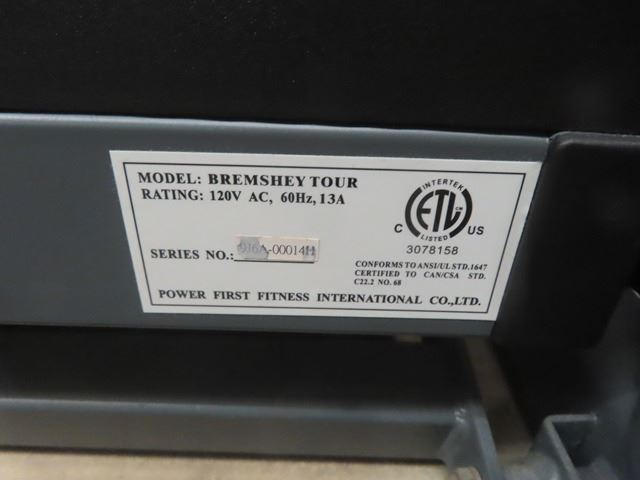 MODEL: BREMSHEY TOUR
RATING: 120V AC, 60Hz, 13A
SERIES NO.:
INTERTEK
C ETL CM US
LISTED
3078158
CONFORMS TO ANSI/UL STD. 1647
CERTIFIED TO CAN/CSA STD.
C22.2 NO. 68
POWER FIRST FITNESS INTERNATIONAL CO.,LTD.